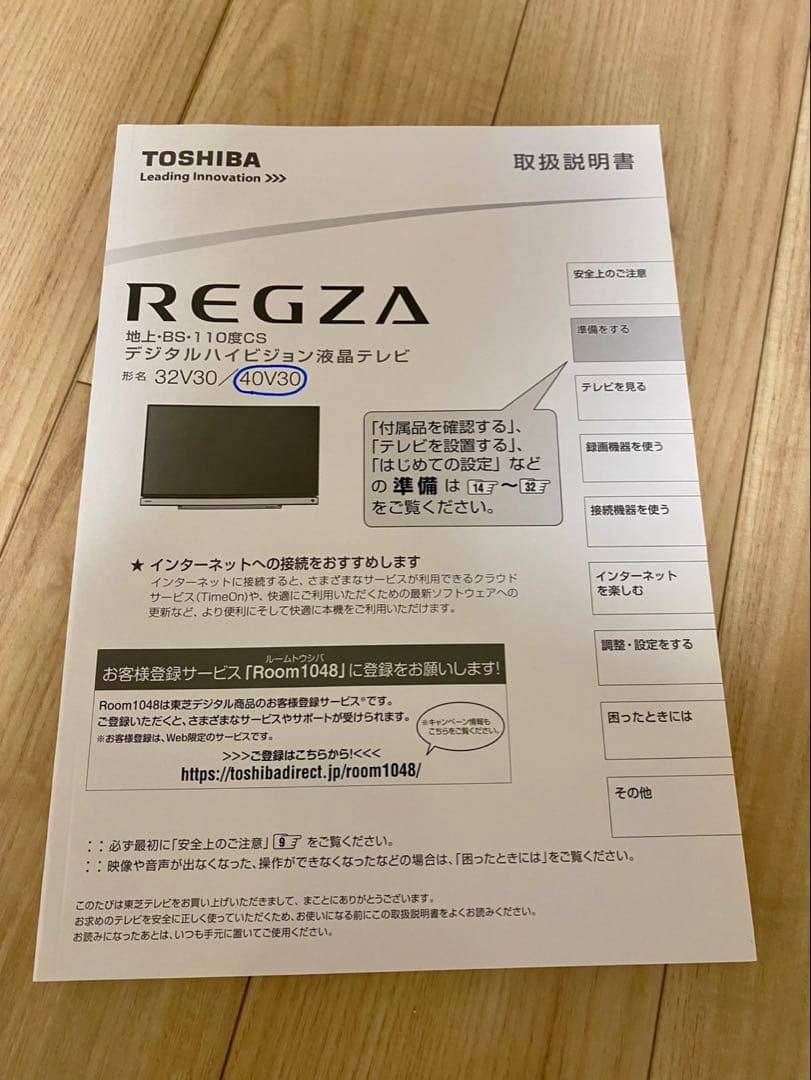 TOSHIBA
Leading Innovation >>>
取扱説明書
REGZA
地上・BS・110度CS
デジタルハイビジョン液晶テレビ
形名 32V30／40V30
「付属品を確認する」、
「テレビを設置する」、
「はじめての設定」など
の 準備 は 14 ～ 32
をご覧ください。
安全上のご注意
準備をする
テレビを見る
録画機器を使う
接続機器を使う
インターネット
を楽しむ
調整・設定をする
困ったときには
その他
★ インターネットへの接続をおすすめします
インターネットに接続すると、さまざまなサービスが利用できるクラウド
サービス(TimeOn)や、快適にご利用いただくための最新ソフトウェアへの
更新など、より便利にそして快適に本機をご利用いただけます。
ルームトウシバ
お客様登録サービス「Room1048」に登録をお願いします!
Room1048は東芝デジタル商品のお客様登録サービス※です。
ご登録いただくと、さまざまなサービスやサポートが受けられます。
※お客様登録は、Web限定のサービスです。
※キャンペーン情報も
こちらをご覧ください。
>>>ご登録はこちらから!<<<
https://toshibadirect.jp/room1048/
：：必ず最初に「安全上のご注意」9 をご覧ください。
：：映像や音声が出なくなった、操作ができなくなったなどの場合は、「困ったときには」をご覧ください。
このたびは東芝テレビをお買い上げいただきまして、まことにありがとうございます。
お求めのテレビを安全に正しく使っていただくため、お使いになる前にこの取扱説明書をよくお読みください。
お読みになったあとは、いつも手元に置いてご使用ください。